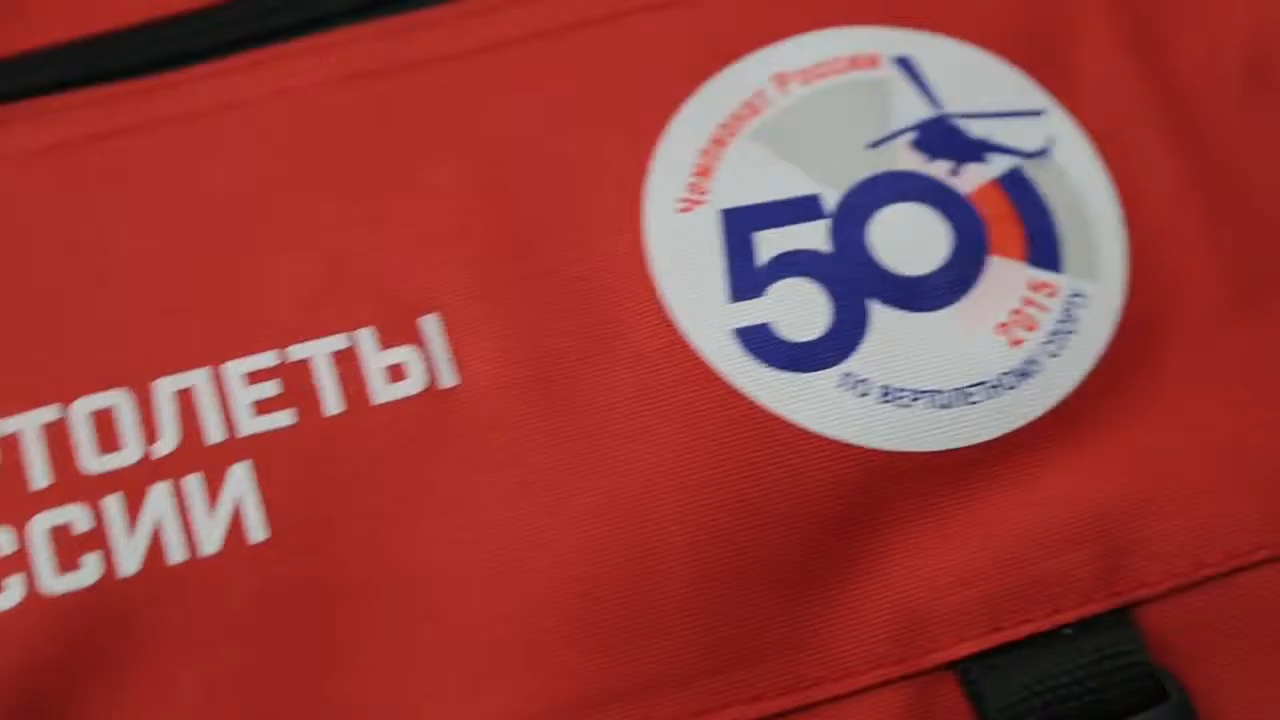 ТОЛЕТЫ
ССИИ
Чемпионат России
50
2015
ПО ВЕРТОЛЕТНОМУ СПОРТУ